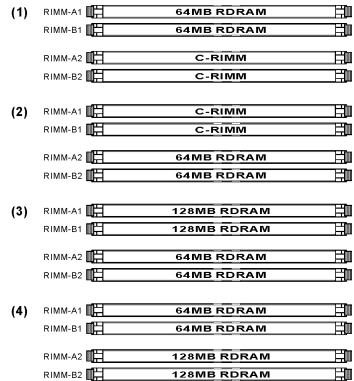 (1) RIMM-A1 64MB RDRAM
RIMM-B1 64MB RDRAM
RIMM-A2 C-RIMM
RIMM-B2 C-RIMM
(2) RIMM-A1 C-RIMM
RIMM-B1 C-RIMM
RIMM-A2 64MB RDRAM
RIMM-B2 64MB RDRAM
(3) RIMM-A1 128MB RDRAM
RIMM-B1 128MB RDRAM
RIMM-A2 64MB RDRAM
RIMM-B2 64MB RDRAM
(4) RIMM-A1 64MB RDRAM
RIMM-B1 64MB RDRAM
RIMM-A2 128MB RDRAM
RIMM-B2 128MB RDRAM